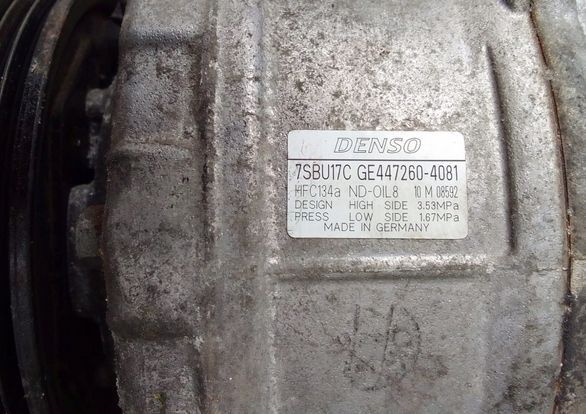 DENSO
7SBU17C GE447260-4081
HFC134a ND-OIL8 10 M 08592
DESIGN HIGH SIDE 3.53MPa
PRESS LOW SIDE 1.67MPa
MADE IN GERMANY